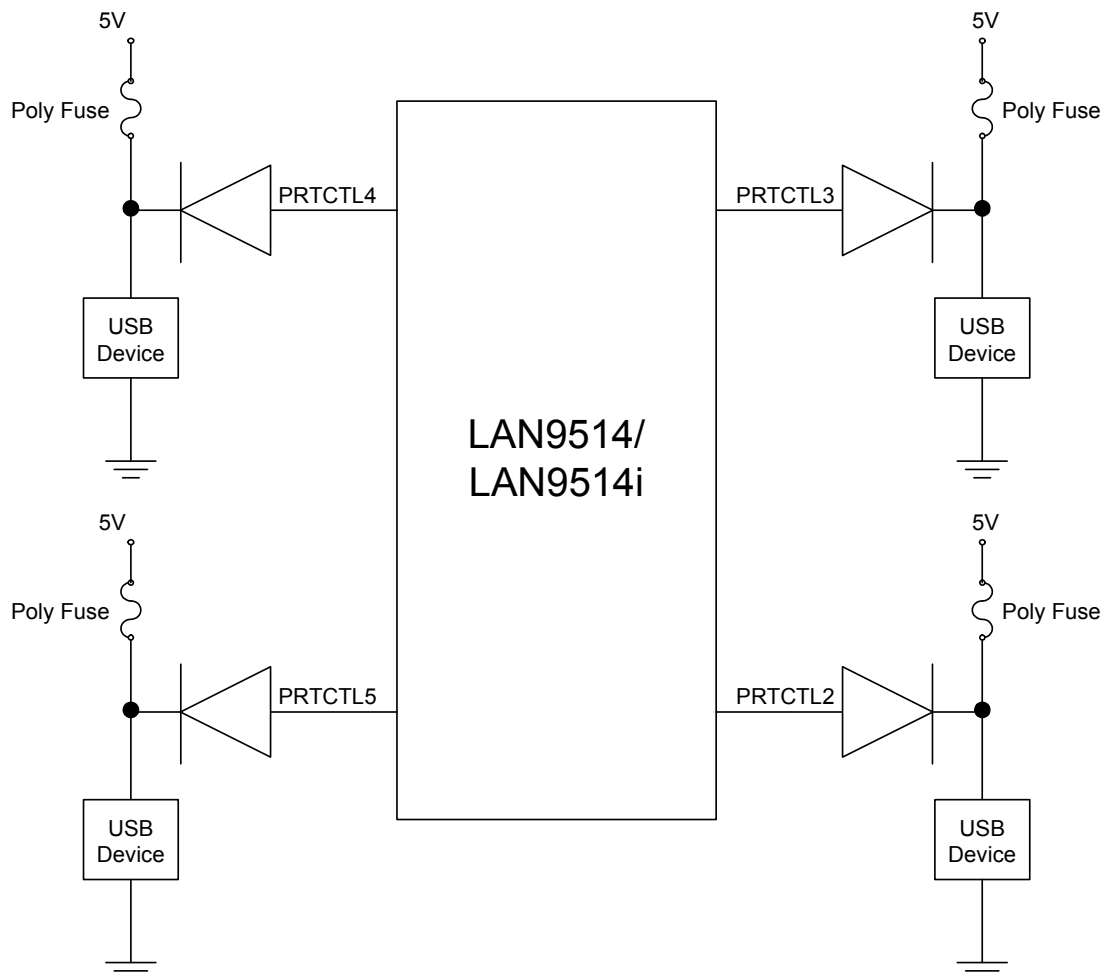 5V
5V
Poly Fuse
Poly Fuse
PRTCTL4
PRTCTL3
USB
Device
USB
Device
LAN9514/
LAN9514i
5V
5V
Poly Fuse
Poly Fuse
PRTCTL5
PRTCTL2
USB
Device
USB
Device